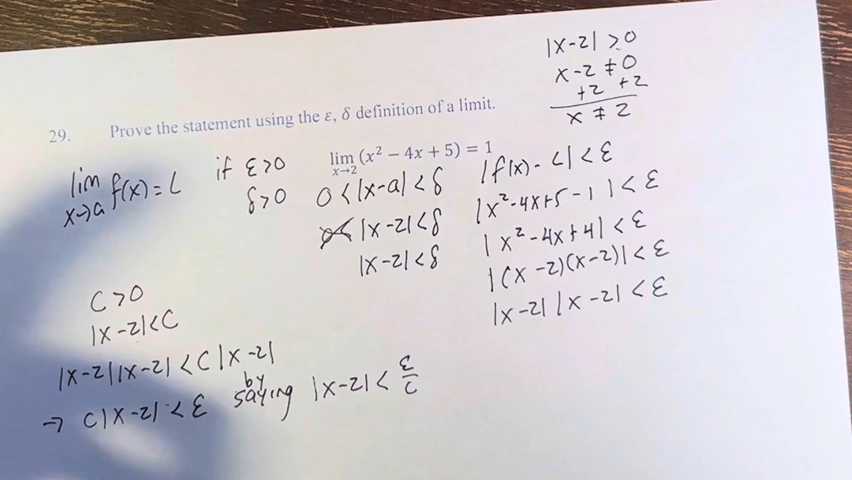 |x-2| > 0
x-2 ≠ 0
+2 +2
x ≠ 2
29. Prove the statement using the ε, δ definition of a limit.
lim x→2 (x² − 4x + 5) = 1
lim x→a f(x) = L if ε>0
δ>0
0 < |x-a| < δ
0< |x-2| < δ
|x-2| < δ
|f(x) - L| < ε
|x²-4x+5-1| < ε
|x²-4x+4| < ε
|(x-2)(x-2)| < ε
|x-2| |x-2| < ε
C > 0
|x-2| < C
|x-2||x-2| < C|x-2|
→ C|x-2| < ε by saying |x-2| < ε/C